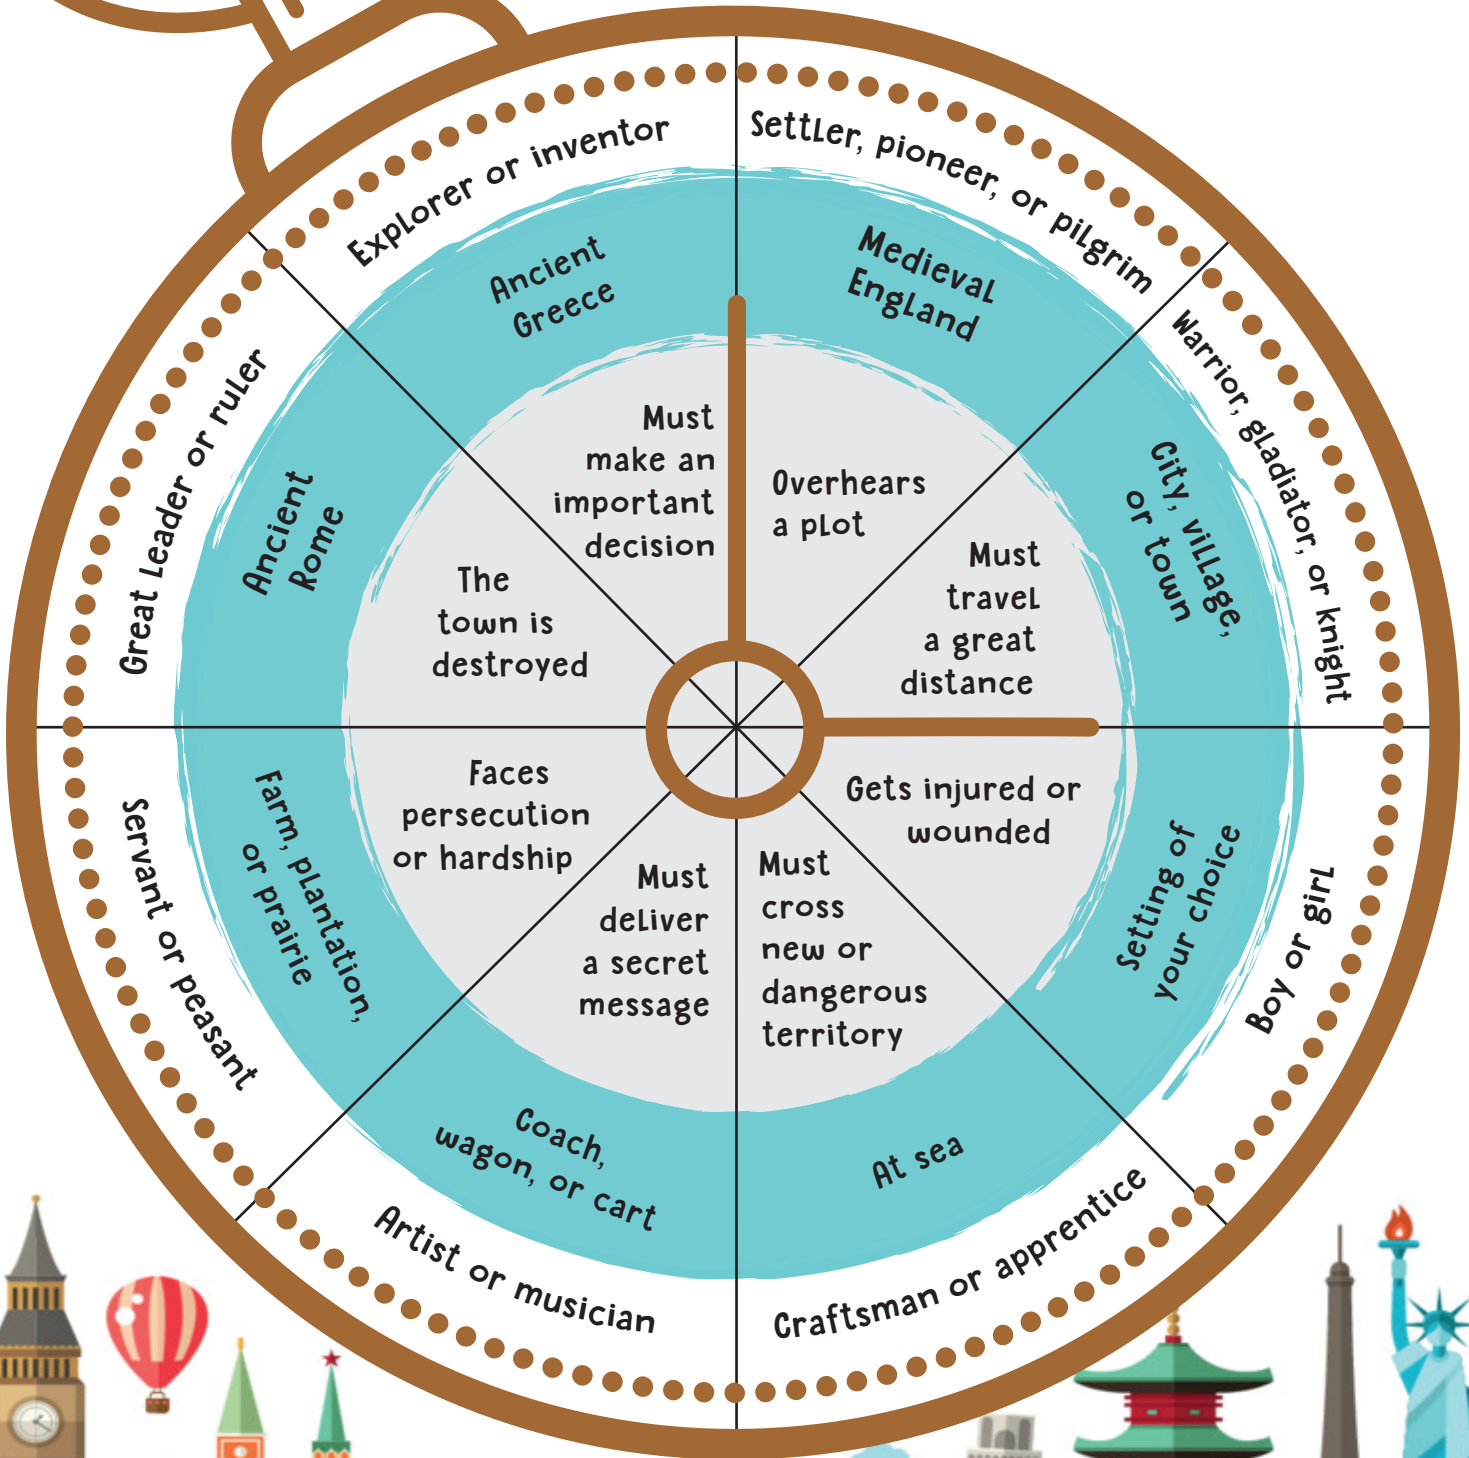 Explorer or inventor
Settler, pioneer, or pilgrim
Warrior, gladiator, or knight
Boy or girl
Craftsman or apprentice
Artist or musician
Servant or peasant
Great leader or ruler
Ancient
Greece
Medieval
England
City, village,
or town
Setting of
your choice
At sea
Coach,
wagon, or cart
Farm, plantation,
or prairie
Ancient
Rome
Must
make an
important
decision
Overhears
a plot
Must
travel
a great
distance
Gets injured or
wounded
Must
cross
new or
dangerous
territory
Must
deliver
a secret
message
Faces
persecution
or hardship
The
town is
destroyed